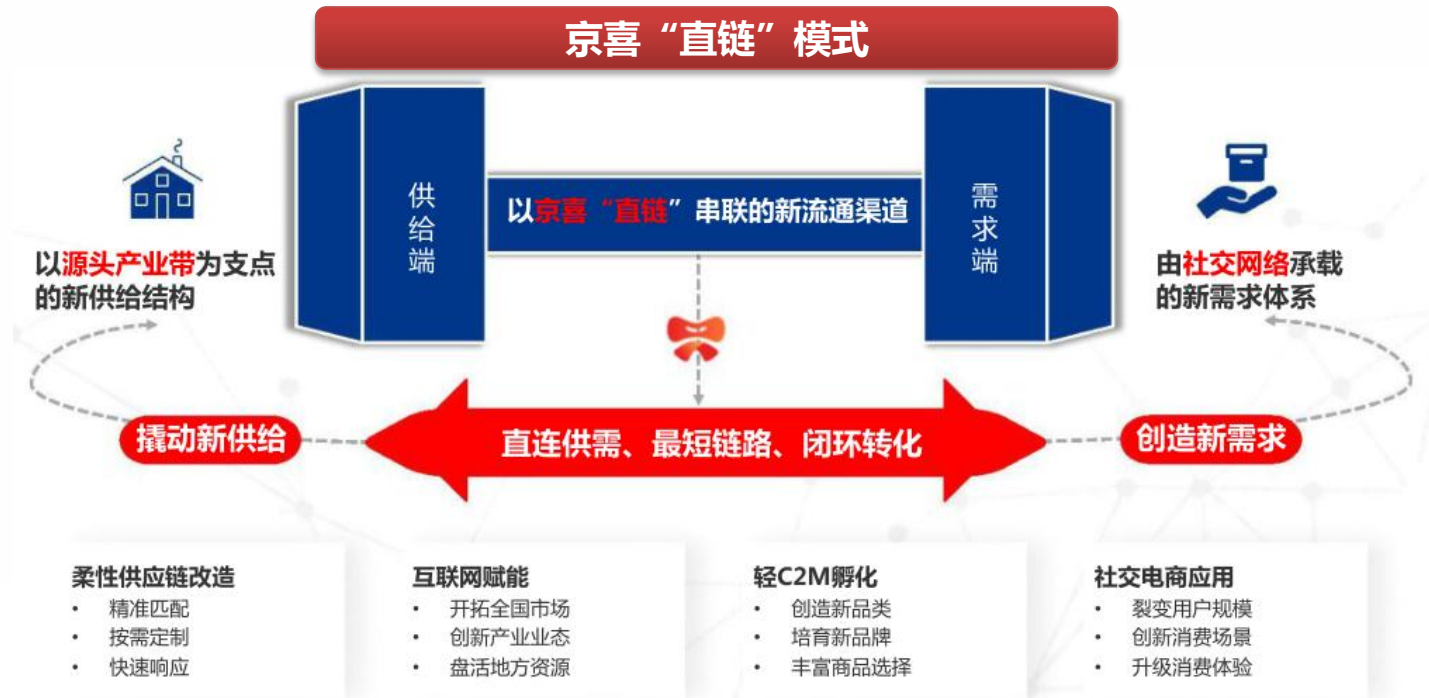 京喜“直链”模式
供给端
以京喜“直链”串联的新流通渠道
需求端
以源头产业带为支点
的新供给结构
由社交网络承载
的新需求体系
撬动新供给
直连供需、最短链路、闭环转化
创造新需求
柔性供应链改造
• 精准匹配
• 按需定制
• 快速响应
互联网赋能
• 开拓全国市场
• 创新产业业态
• 盘活地方资源
轻C2M孵化
• 创造新品类
• 培育新品牌
• 丰富商品选择
社交电商应用
• 裂变用户规模
• 创新消费场景
• 升级消费体验